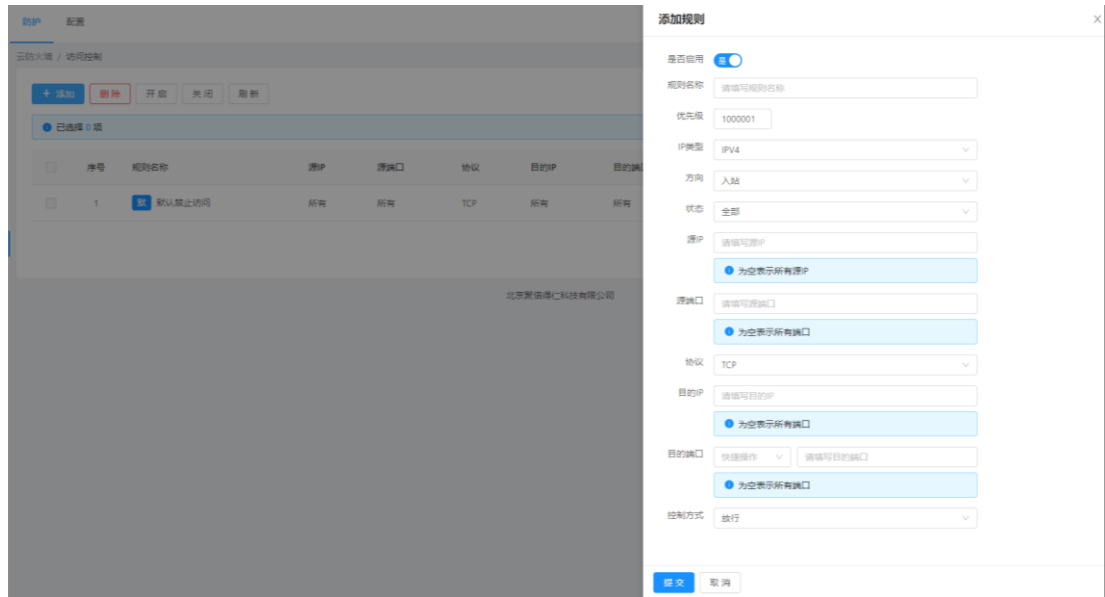 防护 配置
云防火墙 / 访问控制
+ 添加 删除 开启 关闭 刷新
已选择 0 项
序号 规则名称 源IP 源端口 协议 目的IP 目的端
1 默 默认禁止访问 所有 所有 TCP 所有 所有
北京聚信得仁科技有限公司
添加规则
是否启用 是
规则名称 请填写规则名称
优先级 1000001
IP类型 IPV4
方向 入站
状态 全部
源IP 请填写源IP
为空表示所有源IP
源端口 请填写源端口
为空表示所有端口
协议 TCP
目的IP 请填写目的IP
为空表示所有端口
目的端口 快捷操作 请填写目的端口
为空表示所有端口
控制方式 放行
提交 取消